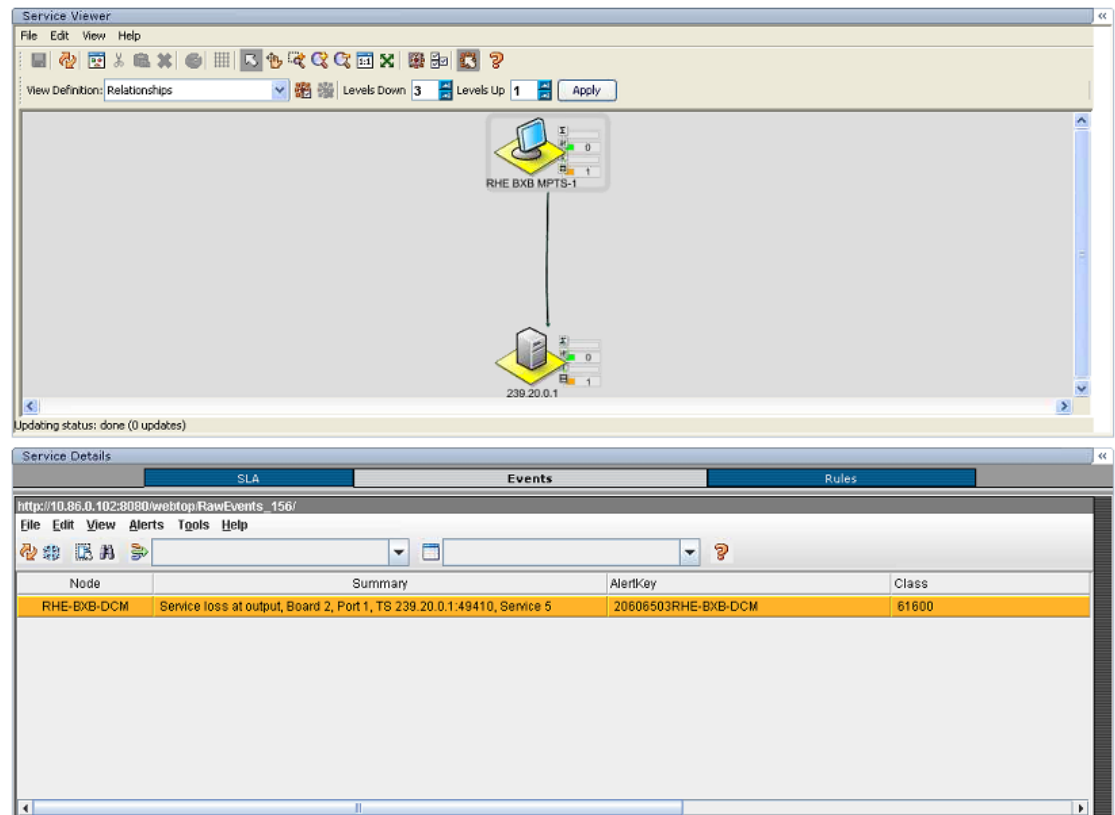 Service Viewer
File Edit View Help
View Definition: Relationships Levels Down 3 Levels Up 1 Apply
0
1
RHE BXB MPTS-1
0
1
239.20.0.1
Updating status: done (0 updates)
Service Details
SLA Events Rules
http://10.86.0.102:8080/webtop/RawEvents_156/
File Edit View Alerts Tools Help
Node Summary AlertKey Class
RHE-BXB-DCM Service loss at output, Board 2, Port 1, TS 239.20.0.1:49410, Service 5 20606503RHE-BXB-DCM 61600